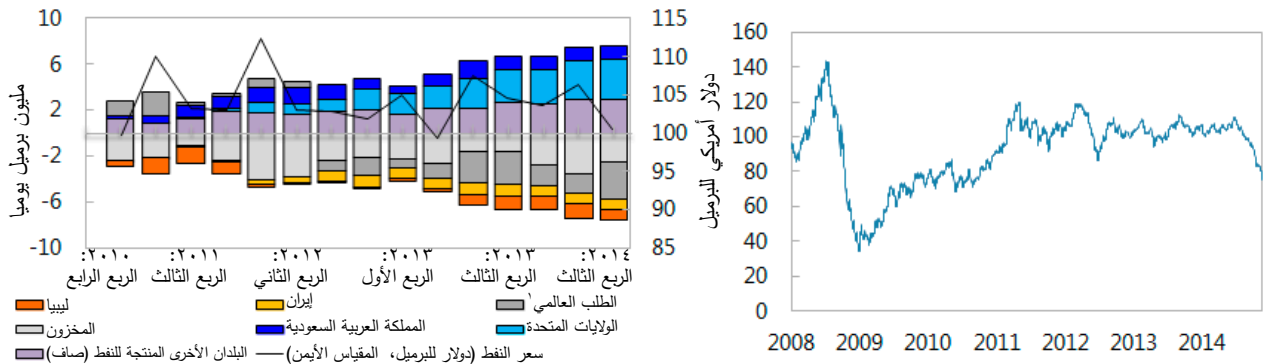 10
6
2
-2
-6
-10
مليون برميل يوميا
115
110
105
100
95
90
85
دولار أمريكي للبرميل
٢٠١٠:
الربع الرابع
٢٠١١:
الربع الثالث
٢٠١٢:
الربع الثاني
٢٠١٣:
الربع الأول
٢٠١٣:
الربع الثالث
٢٠١٤:
الربع الثالث
الطلب العالمي١
إيران
ليبيا
الولايات المتحدة
المملكة العربية السعودية
المخزون
سعر النفط (دولار للبرميل، المقياس الأيمن)
البلدان الأخرى المنتجة للنفط (صاف)
160
140
120
100
80
60
40
20
0
2008 2009 2010 2011 2012 2013 2014